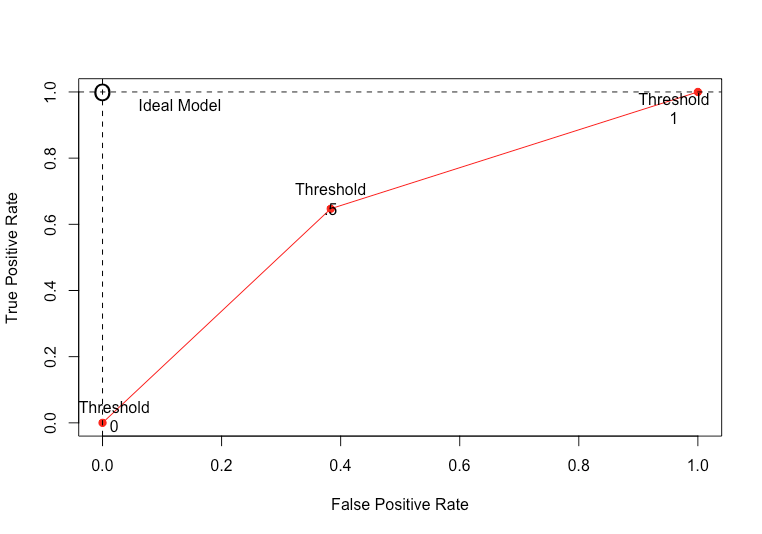 Ideal Model
Threshold
1
Threshold
.5
Threshold
0
True Positive Rate
0.0
0.2
0.4
0.6
0.8
1.0
0.0 0.2 0.4 0.6 0.8 1.0
False Positive Rate